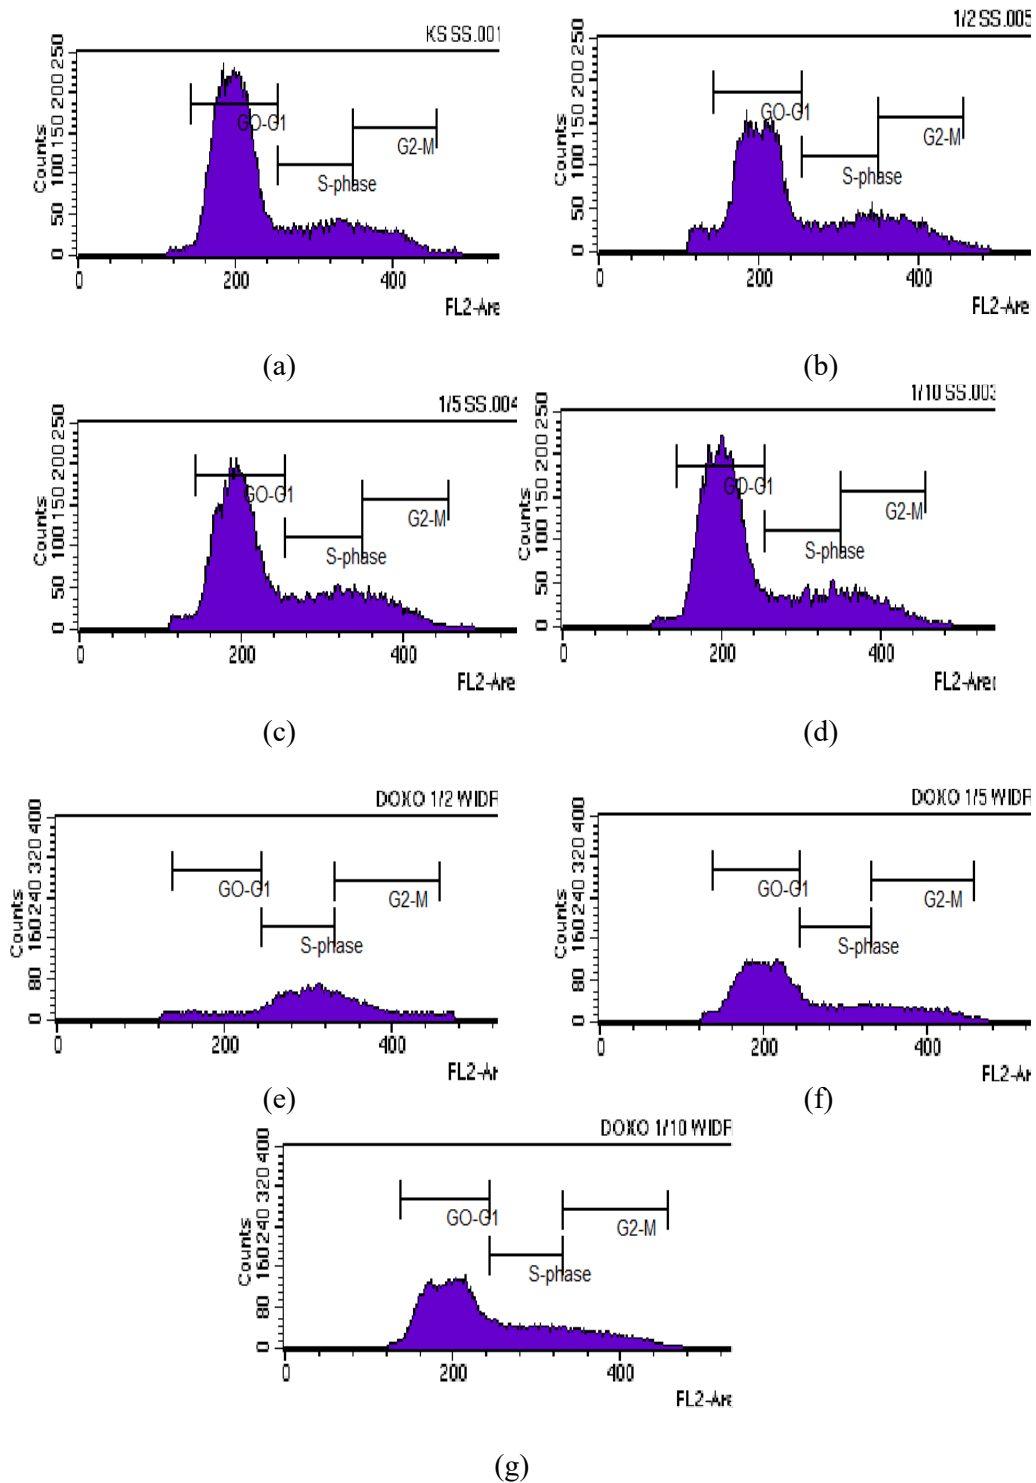 KS SS.001
250
200
150
100
50
0
Counts
GO-G1
G2-M
S-phase
0 200 400
FL2-Are
(a)
1/2 SS.005
250
200
150
100
50
0
Counts
GO-G1
G2-M
S-phase
0 200 400
FL2-Are
(b)
1/5 SS.004
250
200
150
100
50
0
Counts
GO-G1
G2-M
S-phase
0 200 400
FL2-Are
(c)
1/10 SS.003
250
200
150
100
50
0
Counts
GO-G1
G2-M
S-phase
0 200 400
FL2-Are
(d)
DOXO 1/2 WIDR
400
320
240
160
80
0
Counts
GO-G1
G2-M
S-phase
0 200 400
FL2-Ar
(e)
DOXO 1/5 WIDR
400
320
240
160
80
0
Counts
GO-G1
G2-M
S-phase
0 200 400
FL2-Ar
(f)
DOXO 1/10 WIDR
400
320
240
160
80
0
Counts
GO-G1
G2-M
S-phase
0 200 400
FL2-Are
(g)